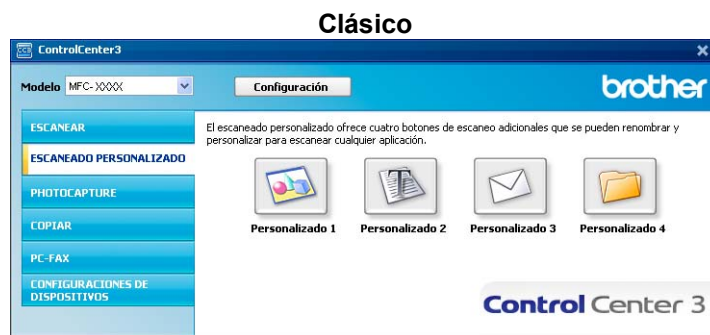 Clásico
ControlCenter3
Modelo MFC-XXXX Configuración brother
ESCANEAR
ESCANEADO PERSONALIZADO
PHOTOCAPTURE
COPIAR
PC-FAX
CONFIGURACIONES DE
DISPOSITIVOS
El escaneado personalizado ofrece cuatro botones de escaneo adicionales que se pueden renombrar y
personalizar para escanear cualquier aplicación.
Personalizado 1 Personalizado 2 Personalizado 3 Personalizado 4
Control Center 3